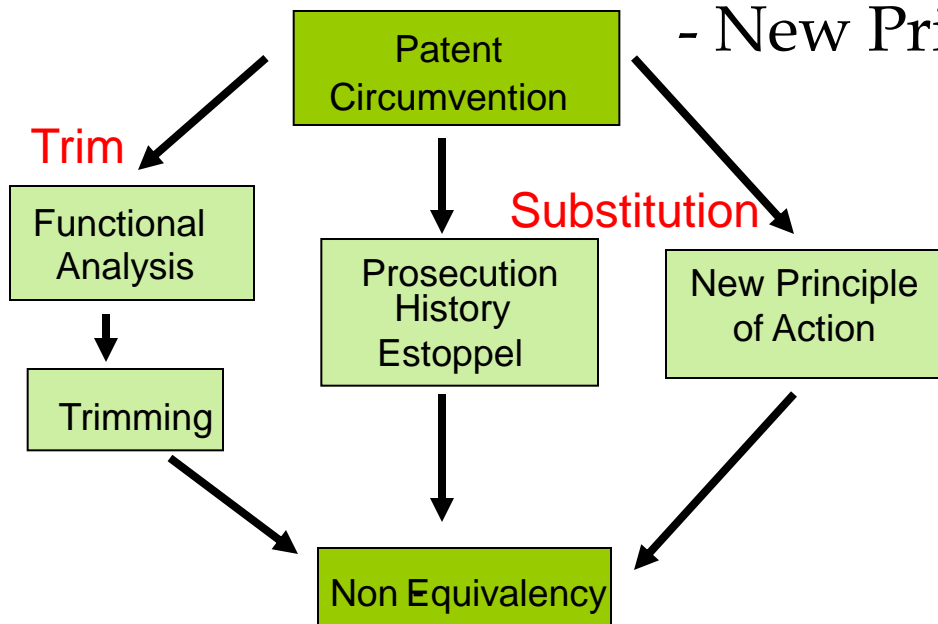 - New Pri
Patent
Circumvention
Trim
Substitution
Functional
Analysis
Prosecution
History
Estoppel
New Principle
of Action
Trimming
Non-Equivalency